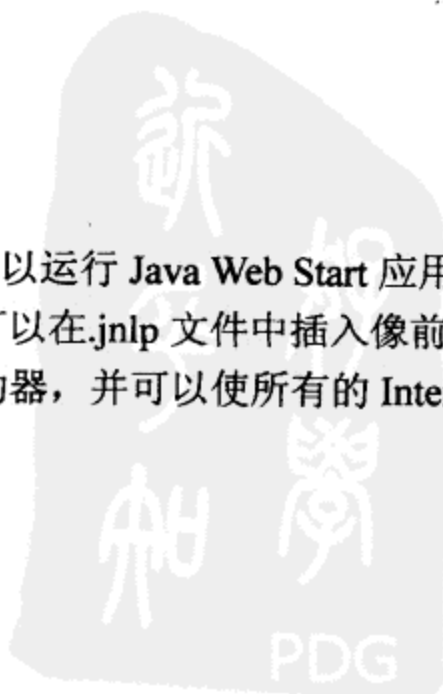 以运行 Java Web Start 应用
可以在.jnlp 文件中插入像前
器，并可以使所有的 Inte
PDG